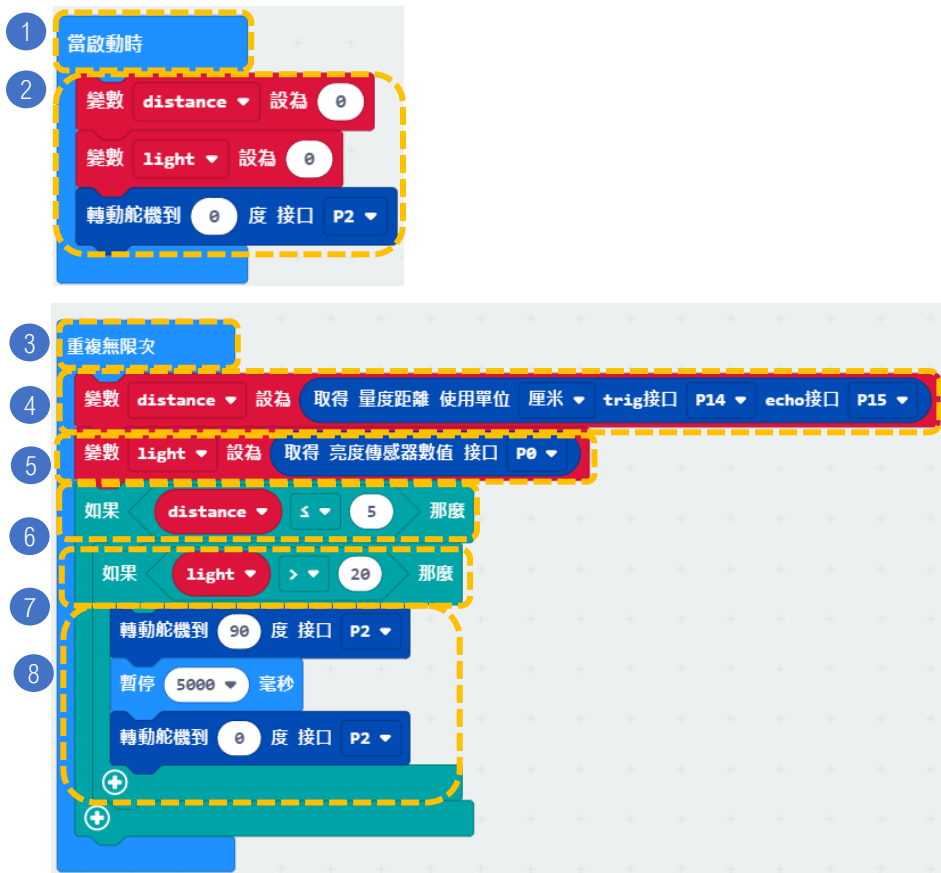 1 當啟動時
2 變數 distance 設為 0
變數 light 設為 0
轉動舵機到 0 度 接口 P2
3 重複無限次
4 變數 distance 設為 取得 量度距離 使用單位 厘米 trig接口 P14 echo接口 P15
5 變數 light 設為 取得 亮度傳感器數值 接口 P0
6 如果 distance ≤ 5 那麼
7 如果 light > 20 那麼
8 轉動舵機到 90 度 接口 P2
暫停 5000 毫秒
轉動舵機到 0 度 接口 P2